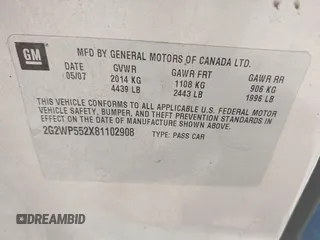 GM
MFD BY GENERAL MOTORS OF CANADA LTD.
DATE GVWR GAWR FRT GAWR RR
05/07 2014 KG 1108 KG 906 KG
4439 LB 2443 LB 1996 LB
THIS VEHICLE CONFORMS TO ALL APPLICABLE U.S. FEDERAL MOTOR
VEHICLE SAFETY, BUMPER, AND THEFT PREVENTION STANDARDS IN
EFFECT ON THE DATE OF MANUFACTURE SHOWN ABOVE.
2G2WP552X81102908 TYPE: PASS CAR
DREAMBID